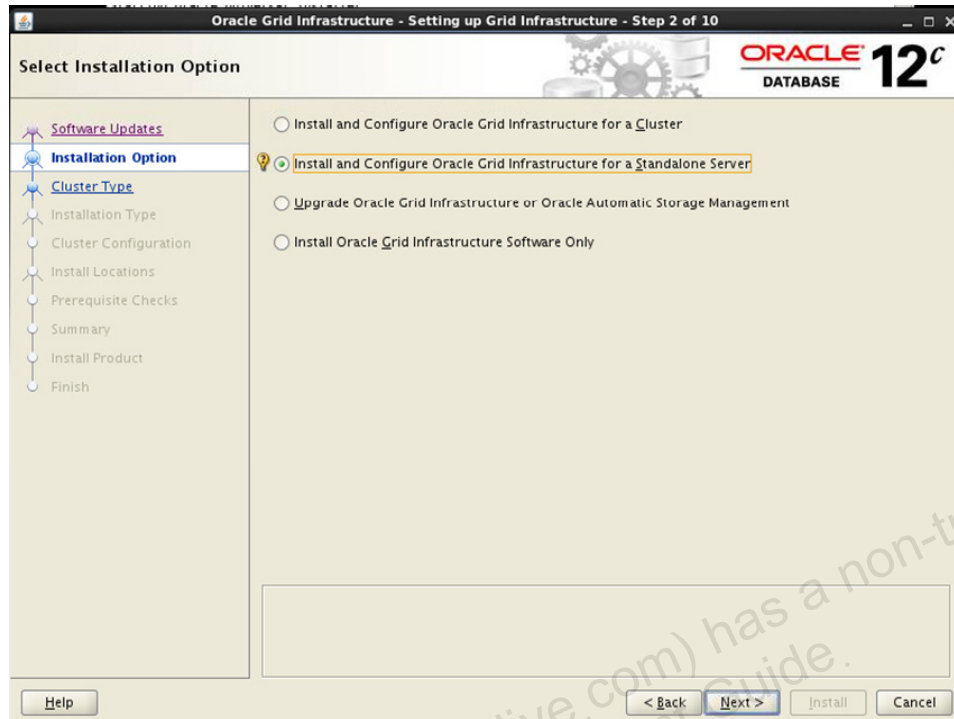 Oracle Grid Infrastructure - Setting up Grid Infrastructure - Step 2 of 10
Select Installation Option
ORACLE
DATABASE
12c
Software Updates
Installation Option
Cluster Type
Installation Type
Cluster Configuration
Install Locations
Prerequisite Checks
Summary
Install Product
Finish
Install and Configure Oracle Grid Infrastructure for a Cluster
Install and Configure Oracle Grid Infrastructure for a Standalone Server
Upgrade Oracle Grid Infrastructure or Oracle Automatic Storage Management
Install Oracle Grid Infrastructure Software Only
com) has a non-t
Guide.
Help
< Back
Next >
Install
Cancel